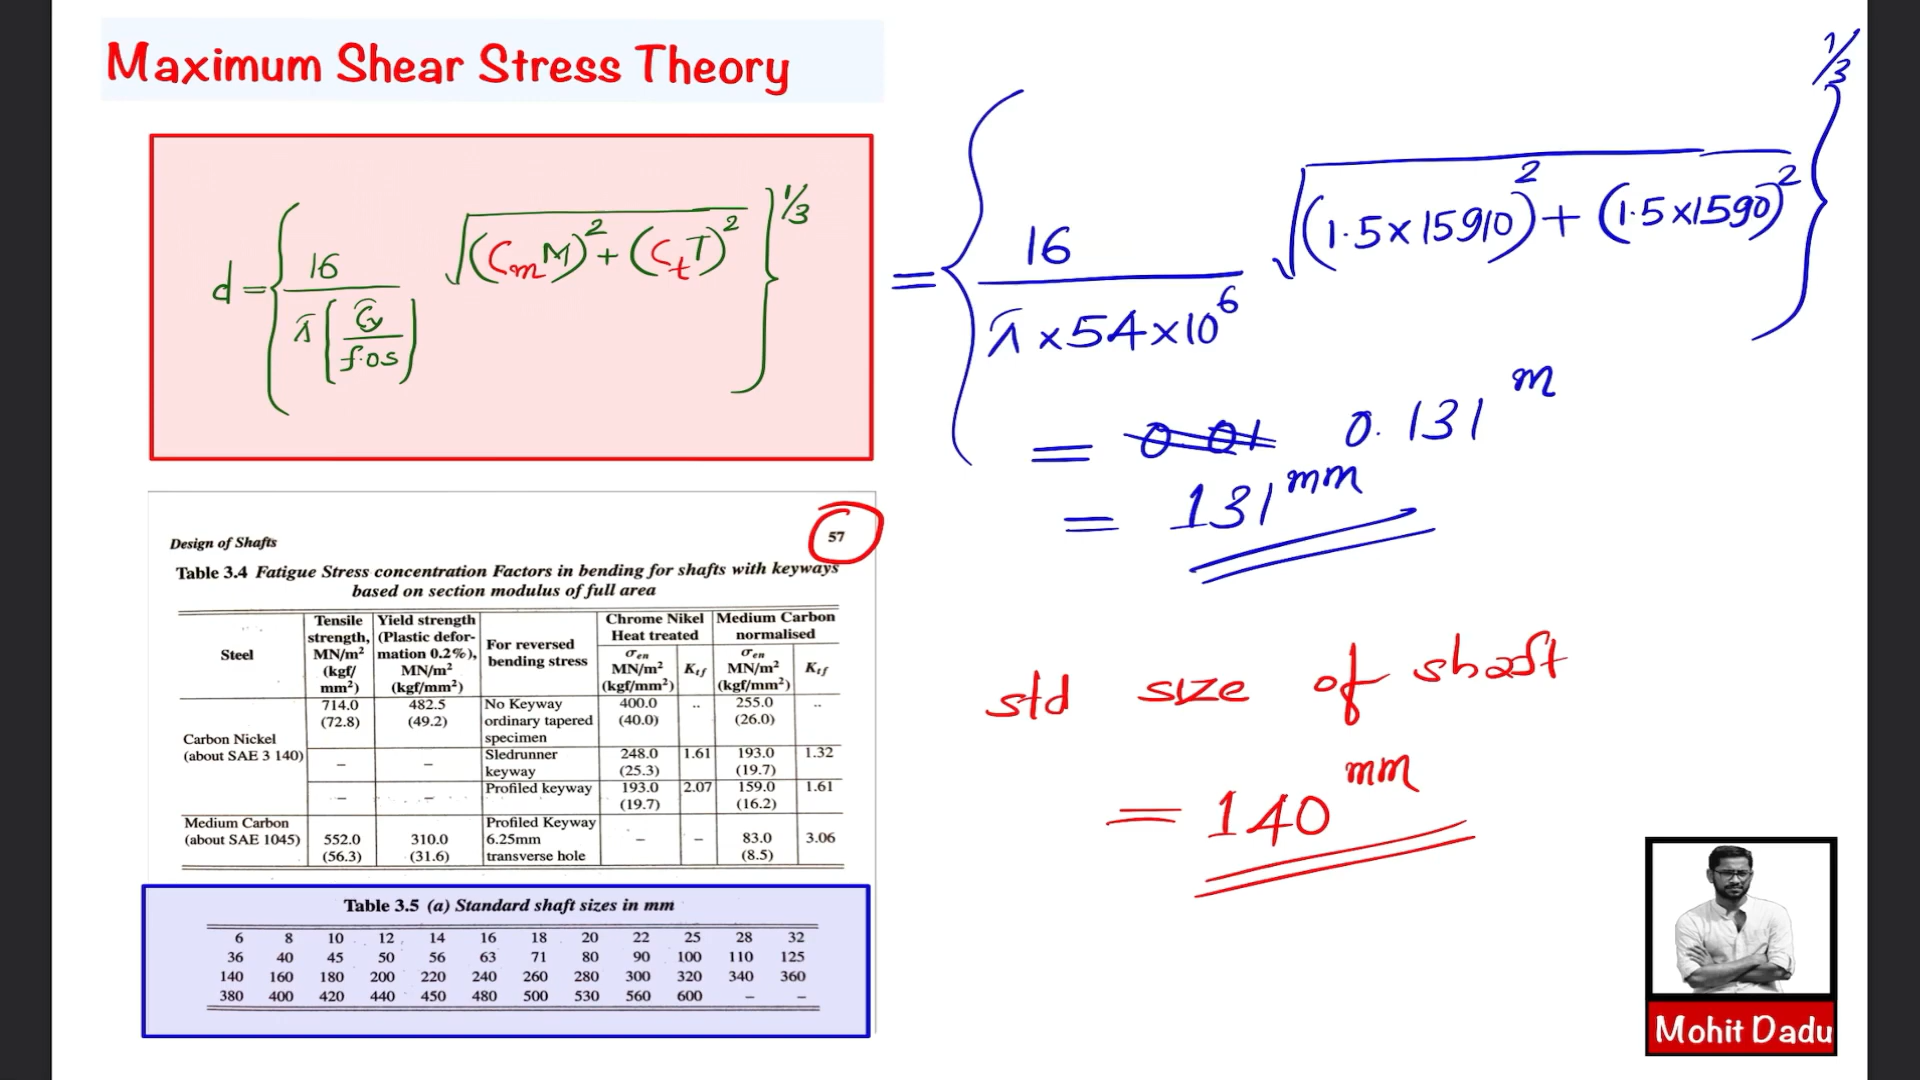 Maximum Shear Stress Theory
d = { 16 / π [τy / f.os] √(CmM)² + (CtT)² }^1/3
= { 16 / π × 54 × 10⁶ √(1.5×15910)² + (1.5×1590)² }^1/3
= 0.131 m
= 131 mm
std size of shaft
= 140 mm
Design of Shafts 57
Table 3.4 Fatigue Stress concentration Factors in bending for shafts with keyways
based on section modulus of full area
Steel
Tensile strength, MN/m² (kgf/mm²)
Yield strength (Plastic defor-mation 0.2%), MN/m² (kgf/mm²)
For reversed bending stress
Chrome Nikel Heat treated
Medium Carbon normalised
σen MN/m² (kgf/mm²) Ktf σen MN/m² (kgf/mm²) Ktf
Carbon Nickel (about SAE 3 140)
714.0 482.5 No Keyway 400.0 .. 255.0 ..
(72.8) (49.2) ordinary tapered (40.0) (26.0)
specimen
– – Sledrunner 248.0 1.61 193.0 1.32
keyway (25.3) (19.7)
– – Profiled keyway 193.0 2.07 159.0 1.61
(19.7) (16.2)
Medium Carbon Profiled Keyway
(about SAE 1045) 552.0 310.0 6.25mm – – 83.0 3.06
(56.3) (31.6) transverse hole (8.5)
Table 3.5 (a) Standard shaft sizes in mm
6 8 10 12 14 16 18 20 22 25 28 32
36 40 45 50 56 63 71 80 90 100 110 125
140 160 180 200 220 240 260 280 300 320 340 360
380 400 420 440 450 480 500 530 560 600 – –
Mohit Dadu